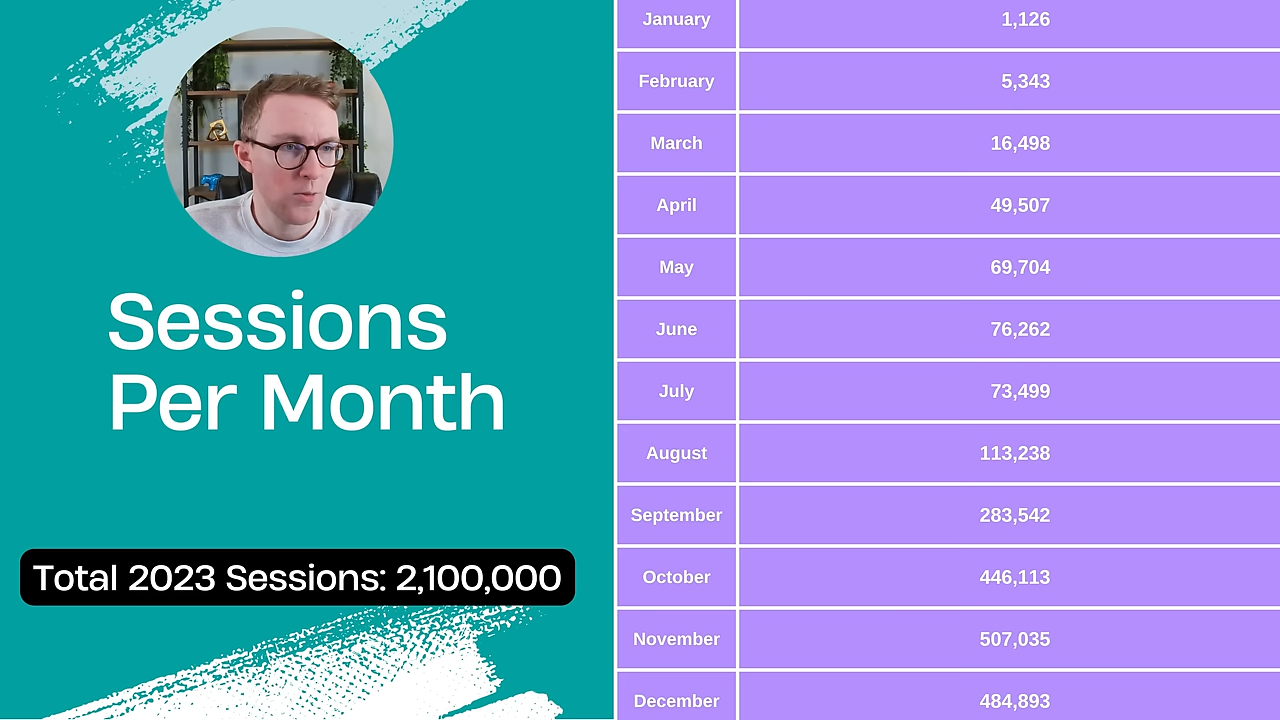 Sessions
Per Month
Total 2023 Sessions: 2,100,000
January 1,126
February 5,343
March 16,498
April 49,507
May 69,704
June 76,262
July 73,499
August 113,238
September 283,542
October 446,113
November 507,035
December 484,893